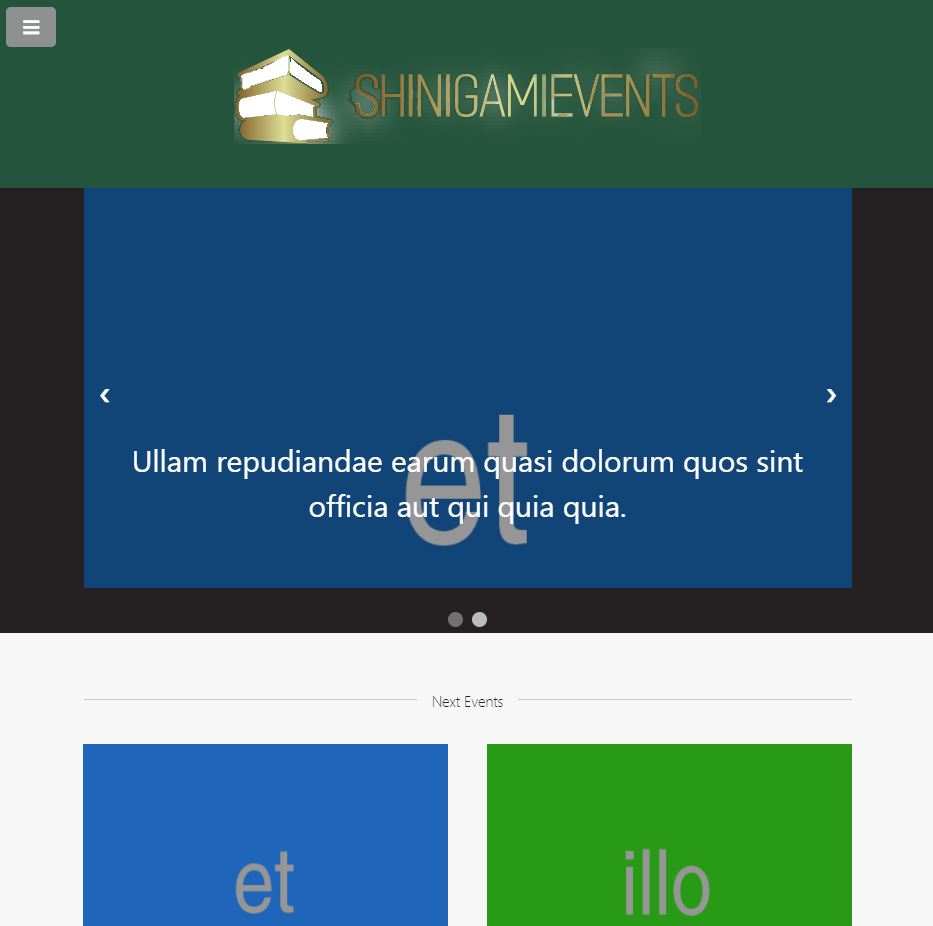 SHINIGAMIEVENTS
et
Ullam repudiandae earum quasi dolorum quos sint
officia aut qui quia quia.
Next Events
et
illo